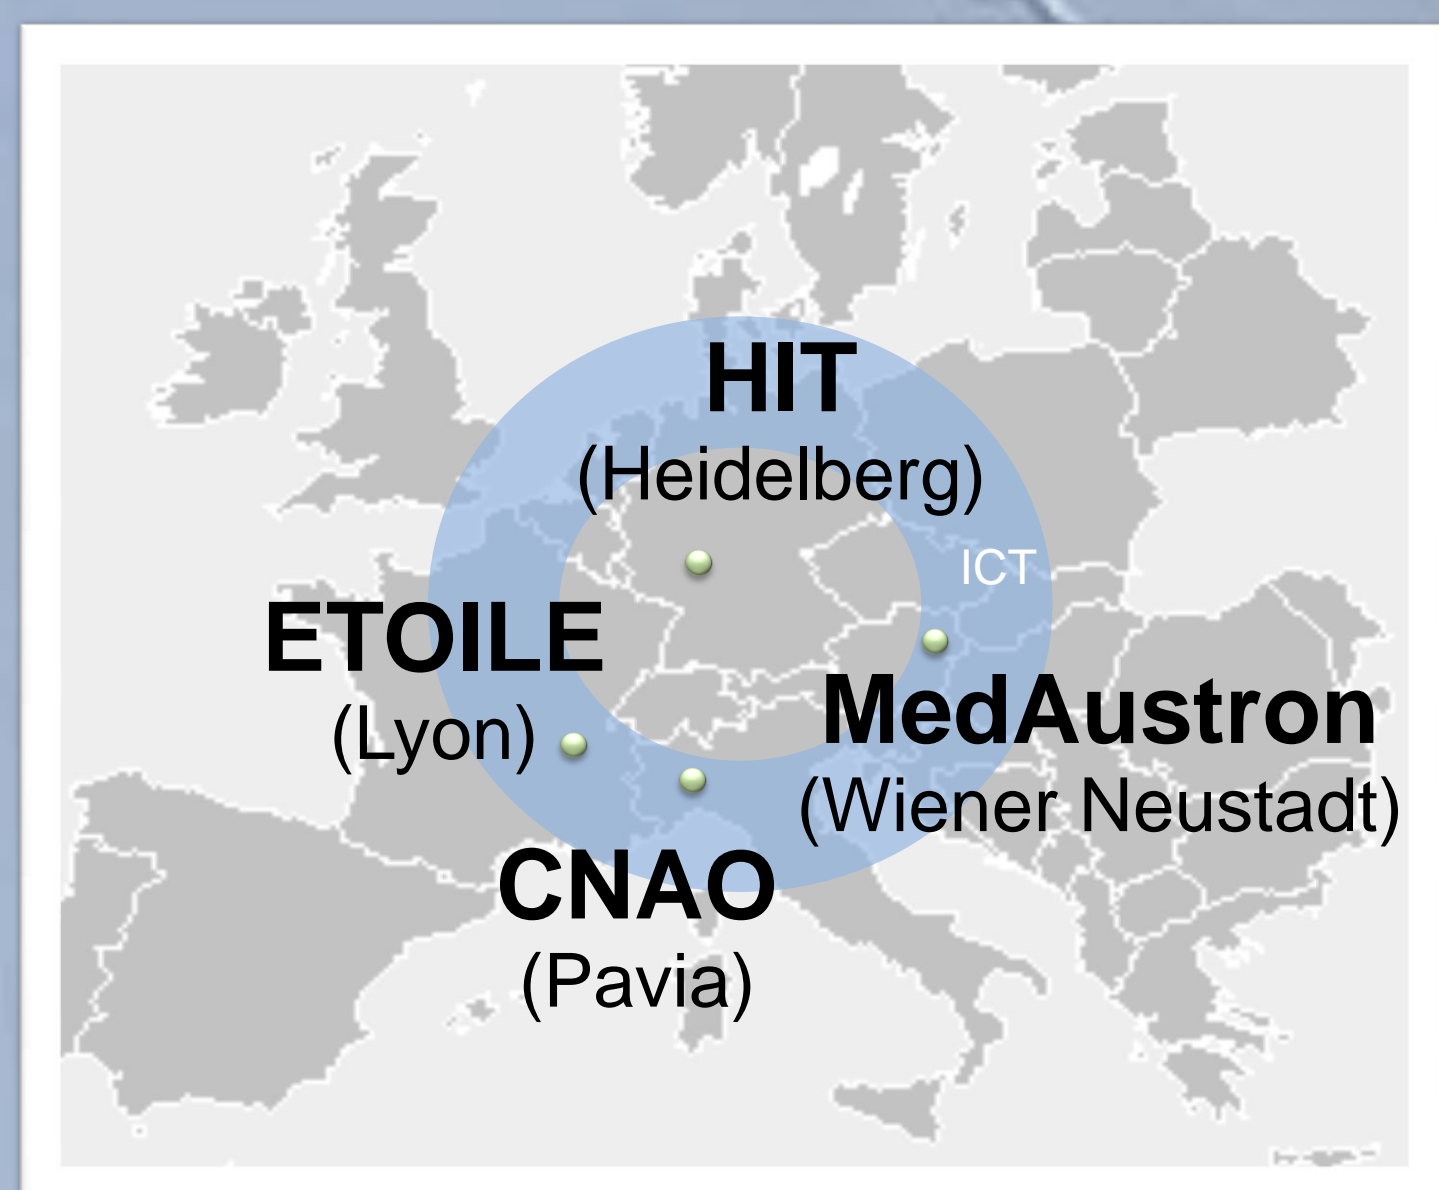 HIT
(Heidelberg)
ICT
ETOILE
(Lyon)
MedAustron
(Wiener Neustadt)
CNAO
(Pavia)